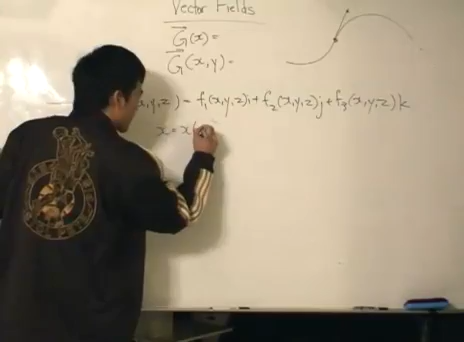 Vector Fields
G(x) =
G(x,y) =
x,y,z) = f₁(x,y,z)i + f₂(x,y,z)j + f₃(x,y,z)k
x = x(